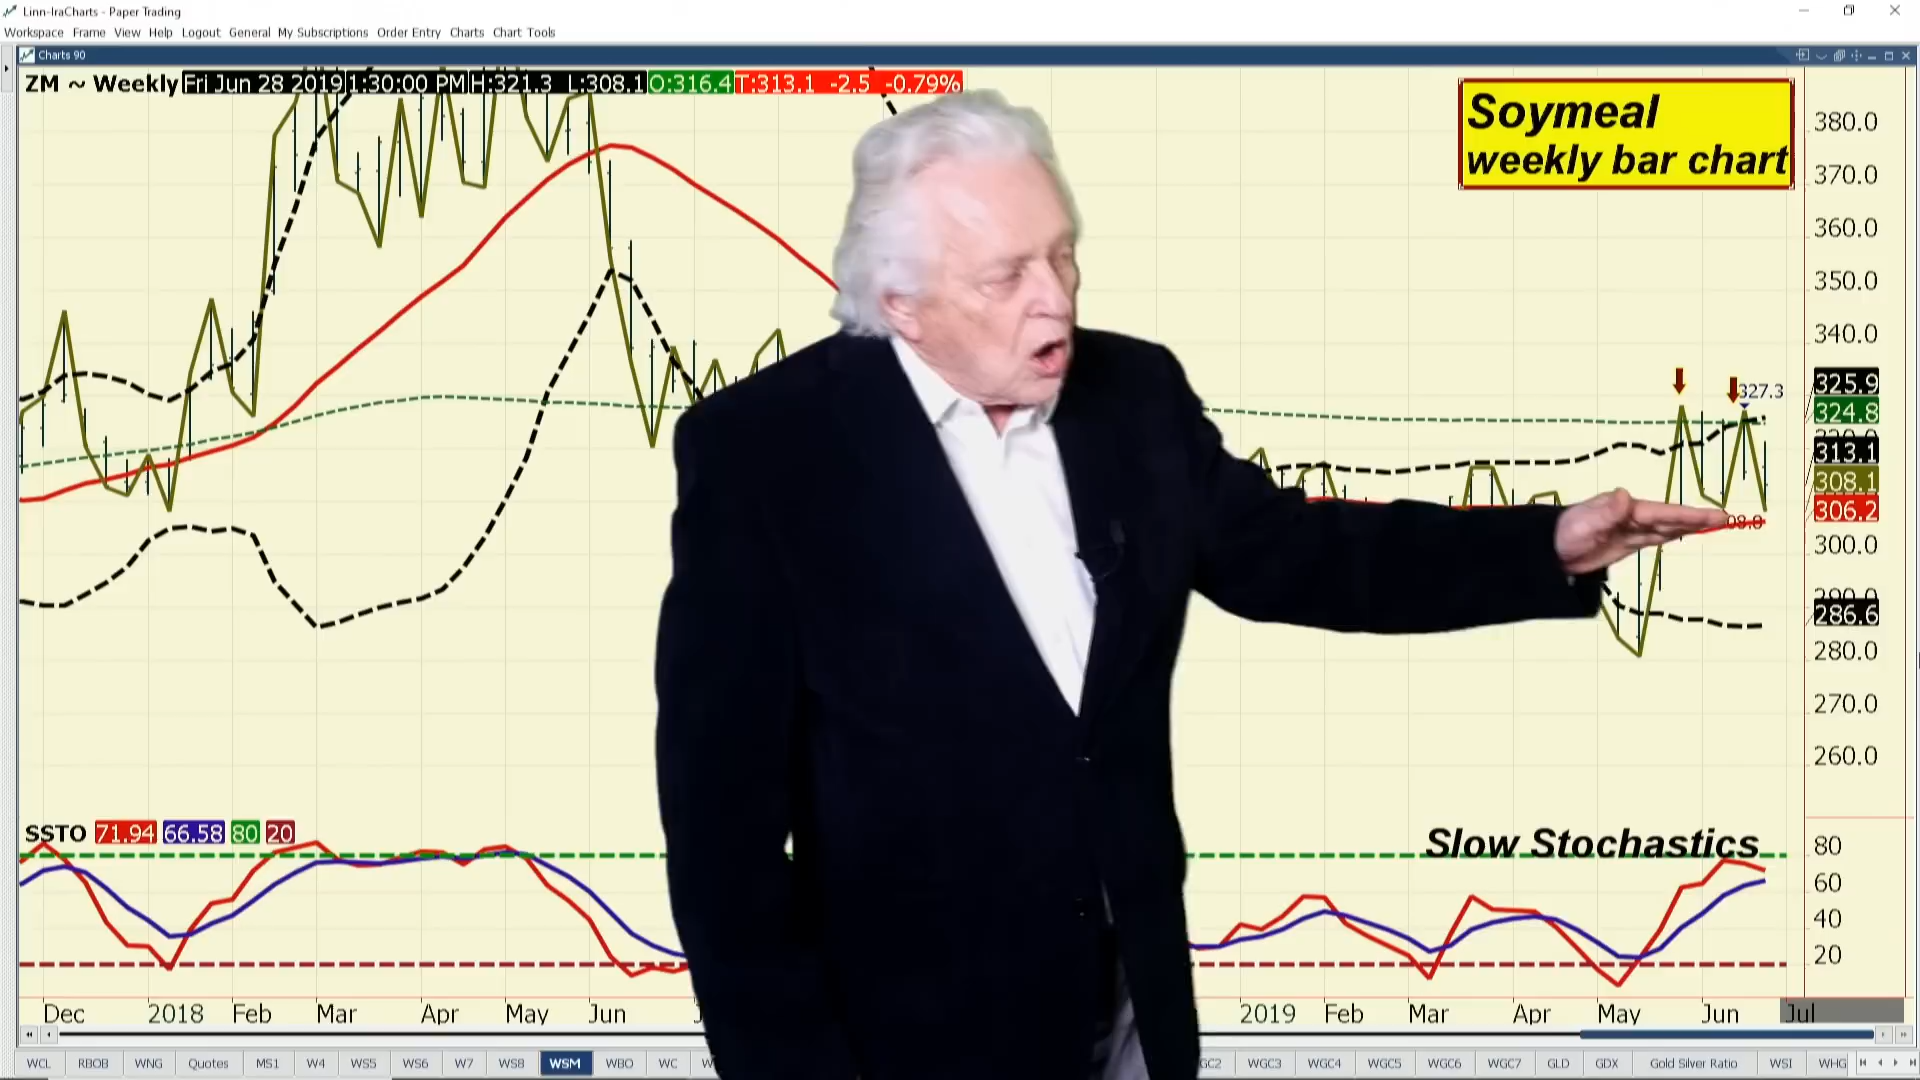 Linn-IraCharts - Paper Trading
Workspace Frame View Help Logout General My Subscriptions Order Entry Charts Chart Tools
Charts 90
ZM ~ Weekly Fri Jun 28 2019 1:30:00 PM H:321.3 L:308.1 O:316.4 T:313.1 -2.5 -0.79%
Soymeal
weekly bar chart
380.0
370.0
360.0
350.0
340.0
327.3
325.9
324.8
313.1
308.1
306.2
300.0
286.6
280.0
270.0
260.0
SSTO 71.94 66.58 80 20
Slow Stochastics
80
60
40
20
Dec 2018 Feb Mar Apr May Jun 2019 Feb Mar Apr May Jun Jul
WCL RBOB WNG Quotes MS1 W4 WS5 WS6 W7 WS8 WSM WBO WC WGC3 WGC4 WGC5 WGC6 WGC7 GLD GDX Gold Silver Ratio WSI WHG